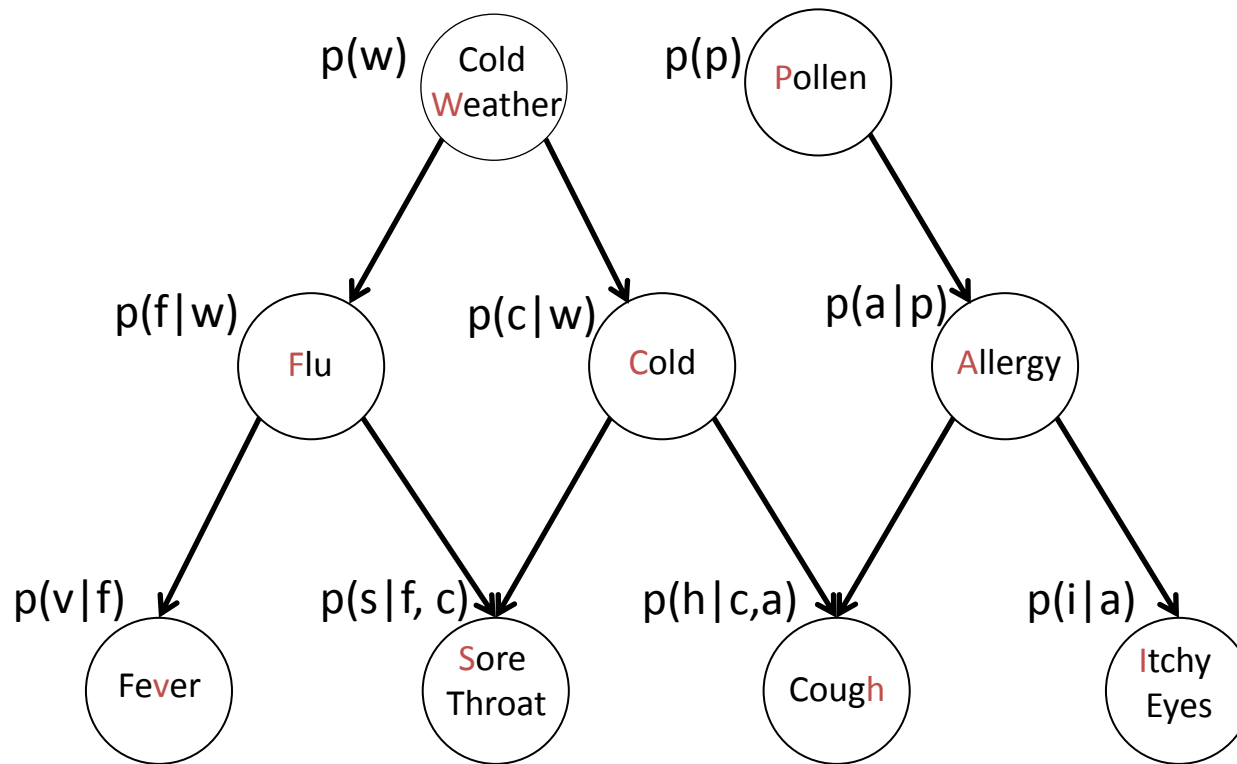 p(w)
Cold
Weather
p(p)
Pollen
p(f|w)
Flu
p(c|w)
Cold
p(a|p)
Allergy
p(v|f)
Fever
p(s|f, c)
Sore
Throat
p(h|c,a)
Cough
p(i|a)
Itchy
Eyes